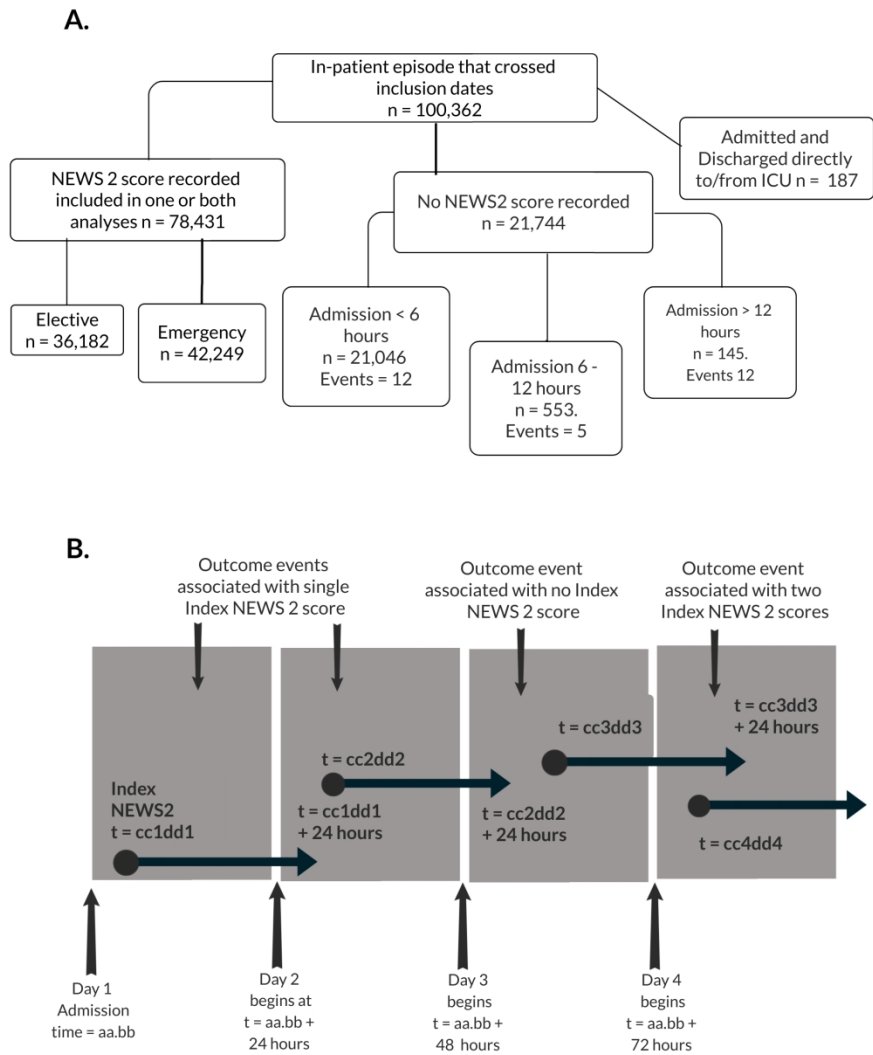 A.
In-patient episode that crossed
inclusion dates
n = 100,362
Admitted and
Discharged directly
to/from ICU n = 187
NEWS 2 score recorded
included in one or both
analyses n = 78,431
No NEWS2 score recorded
n = 21,744
Elective
n = 36,182
Emergency
n = 42,249
Admission < 6
hours
n = 21,046
Events = 12
Admission 6 -
12 hours
n = 553.
Events = 5
Admission > 12
hours
n = 145.
Events 12
B.
Outcome events
associated with single
Index NEWS 2 score
Outcome event
associated with no Index
NEWS 2 score
Outcome event
associated with two
Index NEWS 2 scores
Index
NEWS2
t = cc1dd1
t = cc2dd2
t = cc1dd1
+ 24 hours
t = cc3dd3
t = cc2dd2
+ 24 hours
t = cc3dd3
+ 24 hours
t = cc4dd4
Day 1
Admission
time = aa.bb
Day 2
begins at
t = aa.bb +
24 hours
Day 3
begins
t = aa.bb +
48 hours
Day 4
begins
t = aa.bb +
72 hours